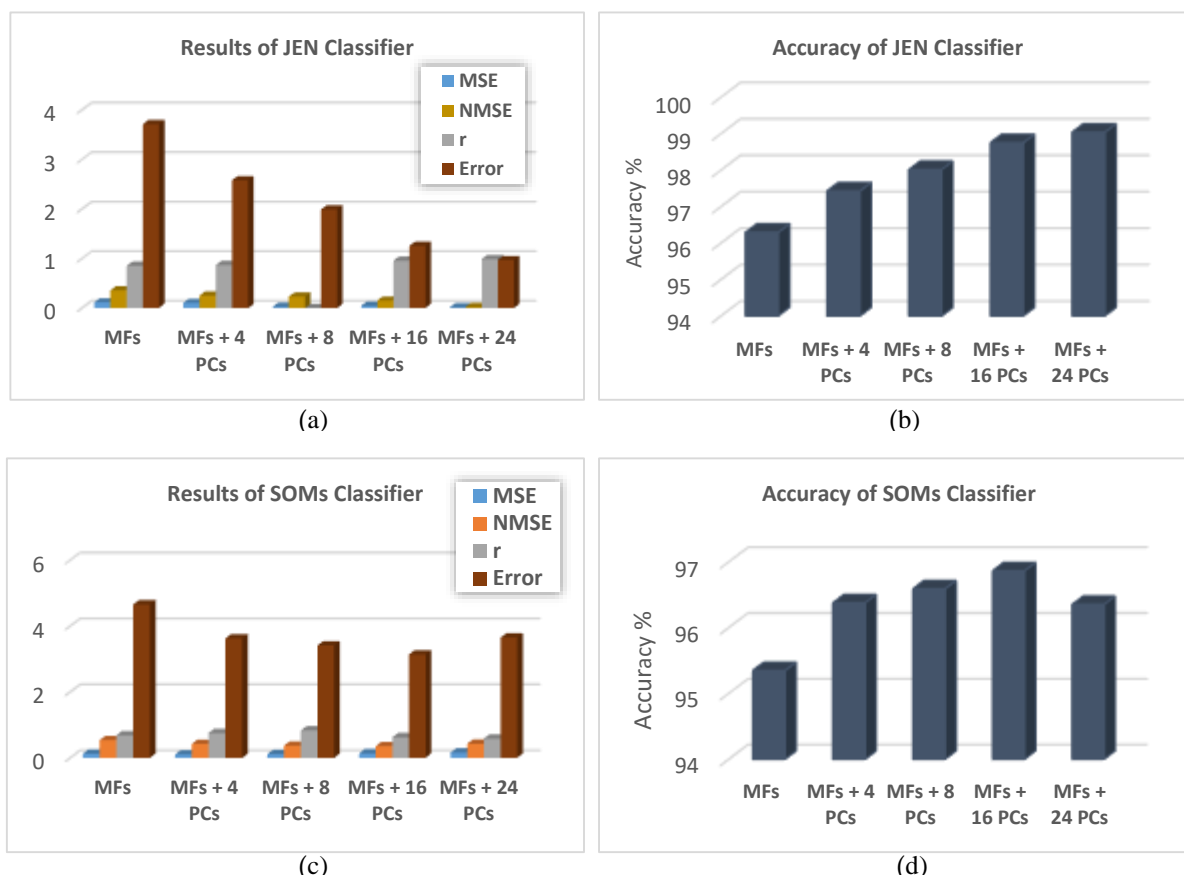 Results of JEN Classifier
MSE
NMSE
r
Error
4
3
2
1
0
MFs
MFs + 4
PCs
MFs + 8
PCs
MFs + 16
PCs
MFs + 24
PCs
(a)
Accuracy of JEN Classifier
Accuracy %
100
99
98
97
96
95
94
MFs
MFs + 4
PCs
MFs + 8
PCs
MFs +
16 PCs
MFs +
24 PCs
(b)
Results of SOMs Classifier
MSE
NMSE
r
Error
6
4
2
0
MFs
MFs + 4
PCs
MFs + 8
PCs
MFs + 16
PCs
MFs + 24
PCs
(c)
Accuracy of SOMs Classifier
Accuracy %
97
96
95
94
MFs
MFs + 4
PCs
MFs + 8
PCs
MFs +
16 PCs
MFs +
24 PCs
(d)